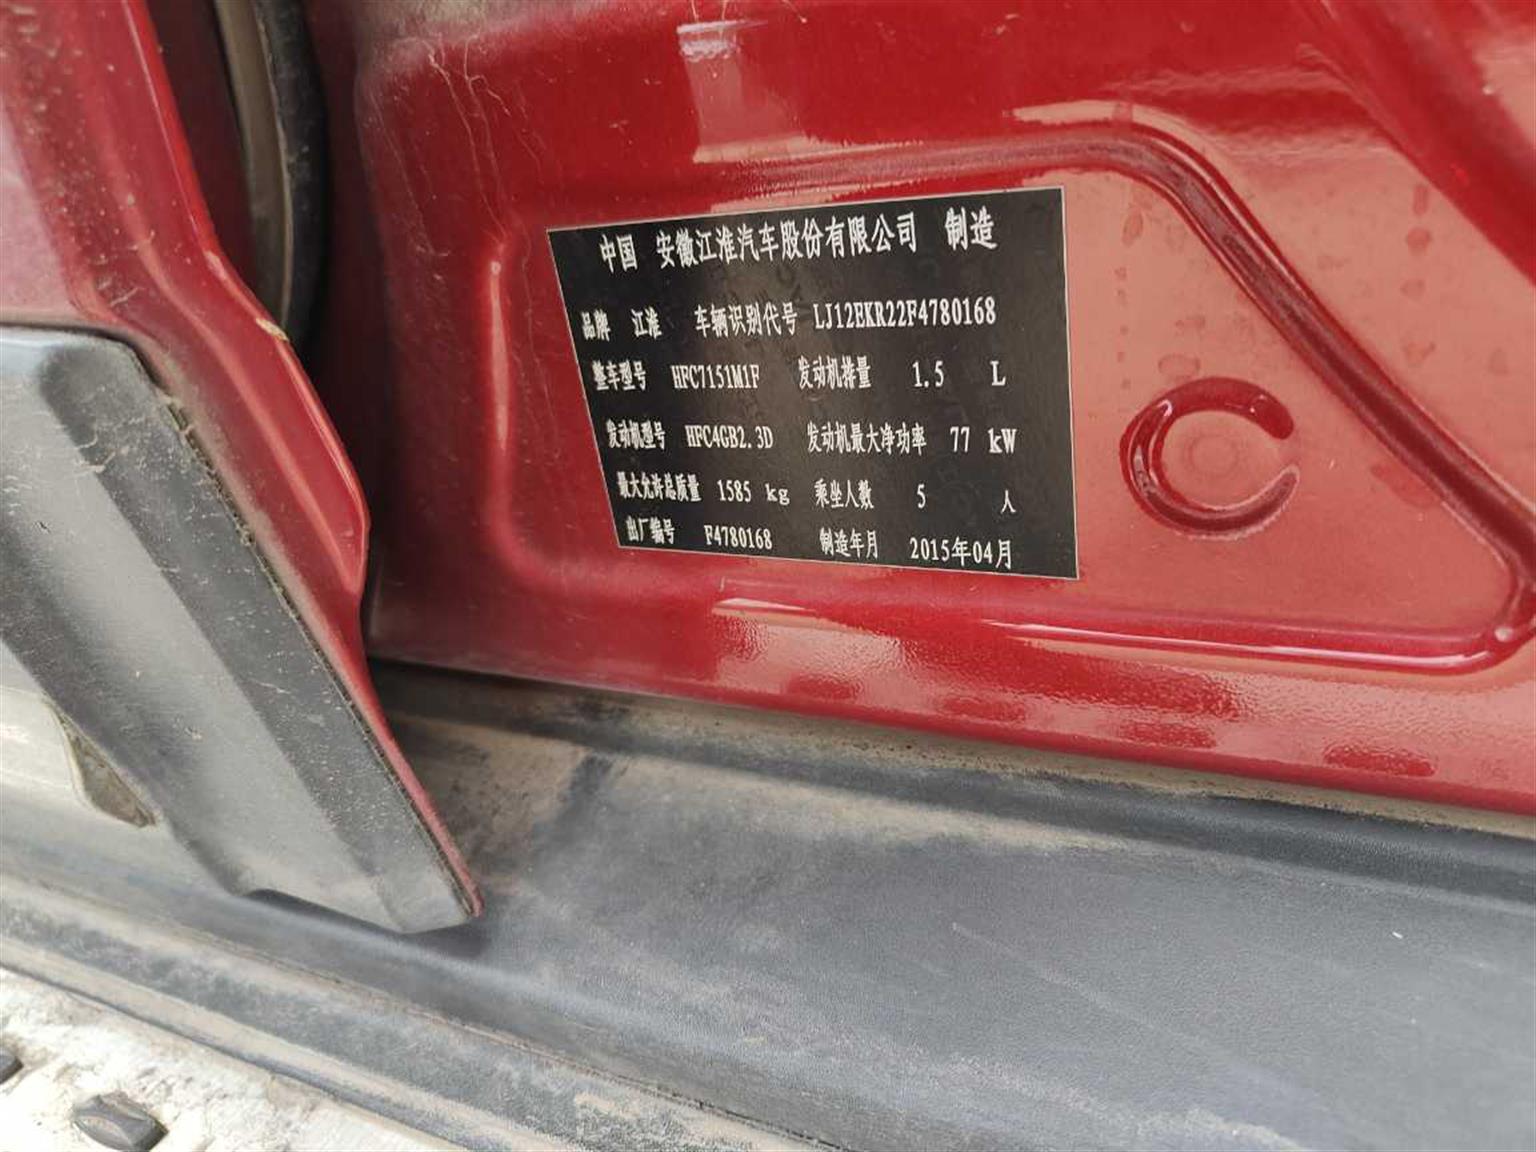 中国 安徽江淮汽车股份有限公司 制造
品牌 江淮 车辆识别代号 LJ12EKR22F4780168
整车型号 HFC7151M1F 发动机排量 1.5 L
发动机型号 HFC4GB2.3D 发动机最大净功率 77 kW
最大允许总质量 1585 kg 乘坐人数 5 人
出厂编号 F4780168 制造年月 2015年04月